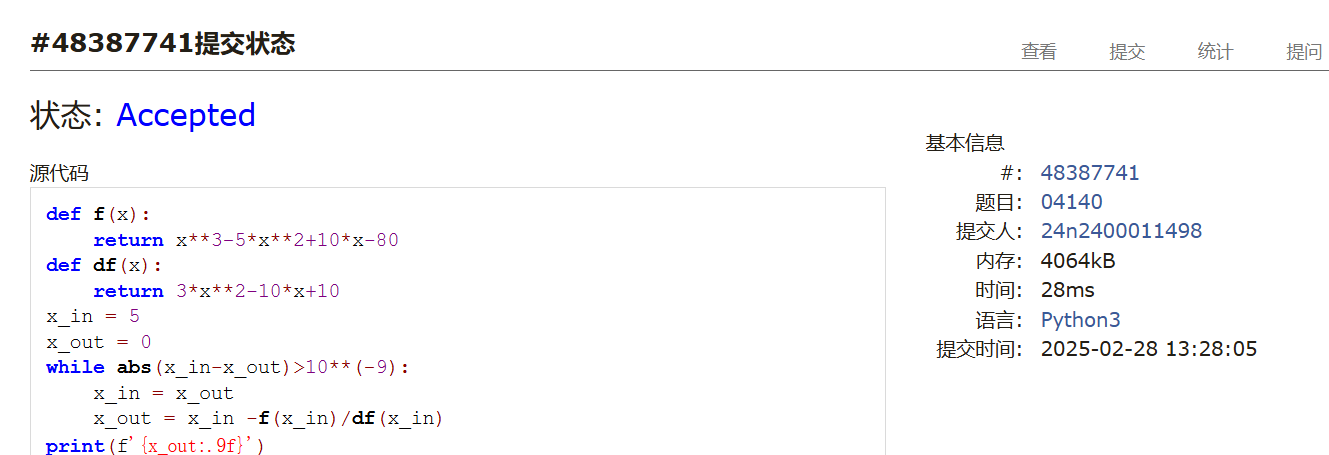 #48387741提交状态
查看 提交 统计 提问
状态: Accepted
源代码
def f(x):
    return x**3-5*x**2+10*x-80
def df(x):
    return 3*x**2-10*x+10
x_in = 5
x_out = 0
while abs(x_in-x_out)>10**(-9):
    x_in = x_out
    x_out = x_in -f(x_in)/df(x_in)
print(f'{x_out:.9f}')
基本信息
#: 48387741
题目: 04140
提交人: 24n2400011498
内存: 4064kB
时间: 28ms
语言: Python3
提交时间: 2025-02-28 13:28:05